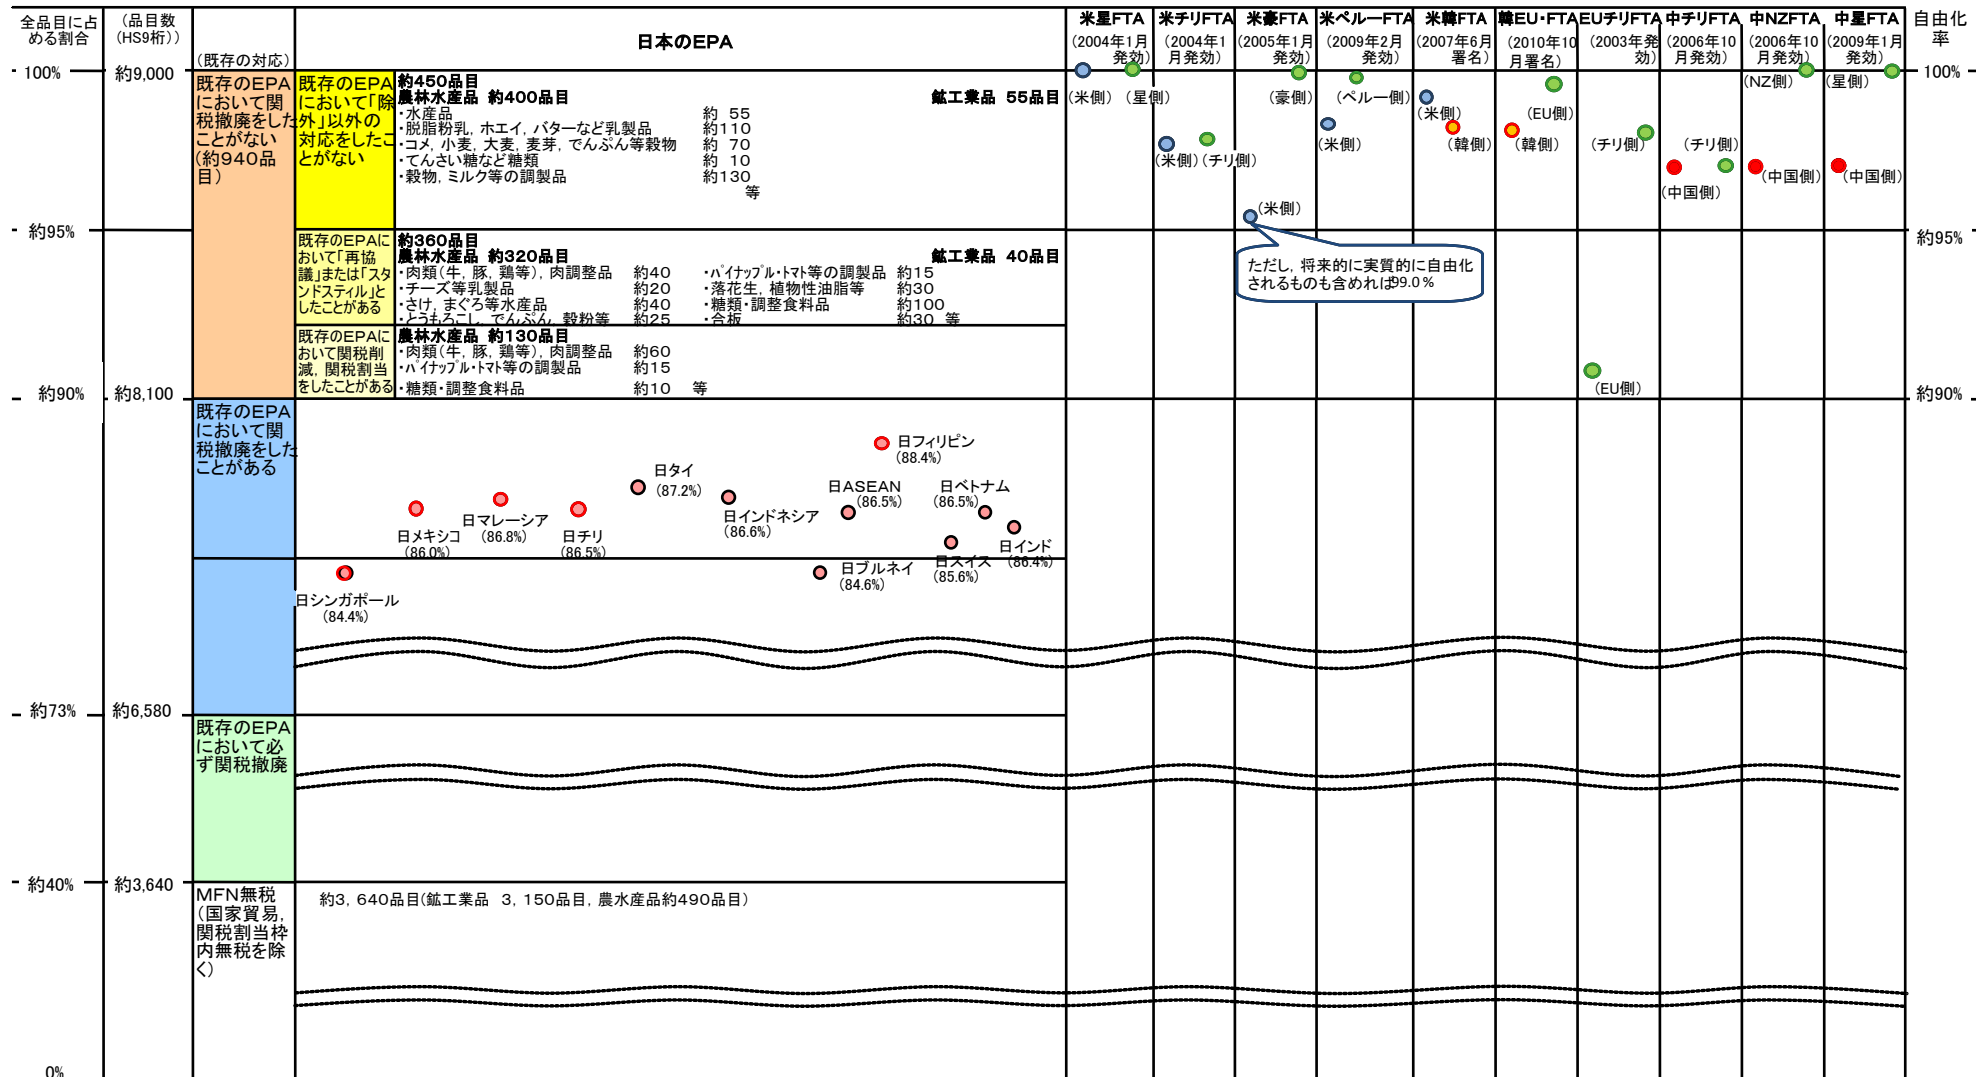 全品目に占
める割合
（品目数
（HS9桁））
（既存の対応）
日本のEPA
米星FTA
（2004年1月
発効）
米チリFTA
（2004年1
月発効）
米豪FTA
（2005年1月
発効）
米ペルーFTA
（2009年2月
発効）
米韓FTA
（2007年6月
署名）
韓EU・FTA
（2010年10
月署名）
EUチリFTA
（2003年発
効）
中チリFTA
（2006年10
月発効）
中NZFTA
（2006年10
月発効）
中星FTA
（2009年1月
発効）
自由化
率
100%
約9,000
既存のEPA
において関
税撤廃をした
ことがない
（約940品
目）
既存のEPA
において「除
外」以外の
対応をしたこ
とがない
約450品目
農林水産品 約400品目
鉱工業品 55品目
・水産品 約 55
・脱脂粉乳, ホエイ, バターなど乳製品 約110
・コメ, 小麦, 大麦, 麦芽, でんぷん等穀物 約 70
・てんさい糖など糖類 約 10
・穀物, ミルク等の調製品 約130
等
（米側）
（星側）
（米側）
（チリ側）
（豪側）
（米側）
（ペルー側）
（米側）
（米側）
（韓側）
（EU側）
（韓側）
（チリ側）
（チリ側）
（中国側）
（NZ側）
（中国側）
（星側）
（中国側）
100%
約95%
既存のEPAに
おいて「再協
議」または「スタ
ンドスティル」と
したことがある
約360品目
農林水産品 約320品目
鉱工業品 40品目
・肉類（牛, 豚, 鶏等）, 肉調整品 約40
・チーズ等乳製品 約20
・さけ, まぐろ等水産品 約40
・とうもろこし, でんぷん, 穀粉等 約25
・パイナップル・トマト等の調製品 約15
・落花生, 植物性油脂等 約30
・糖類・調整食料品 約100
・合板 約30 等
ただし, 将来的に実質的に自由化
されるものも含めれば99.0％
約95%
既存のEPAに
おいて関税削
減, 関税割当
をしたことがある
農林水産品 約130品目
・肉類（牛, 豚, 鶏等）, 肉調整品 約60
・パイナップル・トマト等の調製品 約15
・糖類・調整食料品 約10 等
（EU側）
約90%
約8,100
約90%
既存のEPA
において関
税撤廃をした
ことがある
日フィリピン
（88.4%）
日タイ
（87.2%）
日メキシコ
（86.0%）
日マレーシア
（86.8%）
日チリ
（86.5%）
日インドネシア
（86.6%）
日ASEAN
（86.5%）
日ベトナム
（86.5%）
日インド
（86.4%）
日スイス
（85.6%）
日ブルネイ
（84.6%）
日シンガポール
（84.4%）
約73%
約6,580
既存のEPA
において必
ず関税撤廃
約40%
約3,640
MFN無税
（国家貿易,
関税割当枠
内無税を除
く）
約3, 640品目（鉱工業品 3, 150品目, 農水産品約490品目）
0%